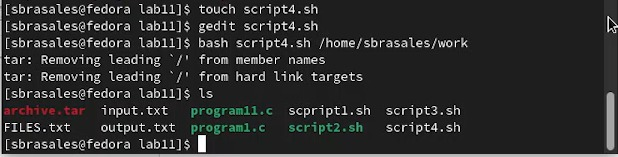 [sbrasales@fedora lab11]$ touch script4.sh
[sbrasales@fedora lab11]$ gedit script4.sh
[sbrasales@fedora lab11]$ bash script4.sh /home/sbrasales/work
tar: Removing leading `/' from member names
tar: Removing leading `/' from hard link targets
[sbrasales@fedora lab11]$ ls
archive.tar input.txt program11.c scpript1.sh script3.sh
FILES.txt output.txt program1.c script2.sh script4.sh
[sbrasales@fedora lab11]$